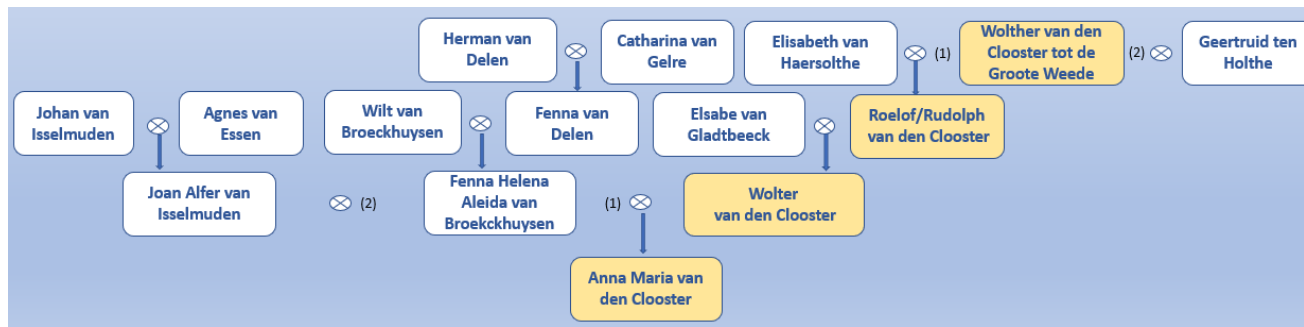 Herman van
Delen
Catharina van
Gelre
Elisabeth van
Haersolthe
(1)
Wolther van den
Clooster tot de
Groote Weede
(2)
Geertruid ten
Holthe
Johan van
Isselmuden
Agnes van
Essen
Wilt van
Broeckhuysen
Fenna van
Delen
Elsabe van
Gladtbeeck
Roelof/Rudolph
van den Clooster
Joan Alfer van
Isselmuden
(2)
Fenna Helena
Aleida van
Broekckhuysen
(1)
Wolter
van den Clooster
Anna Maria van
den Clooster